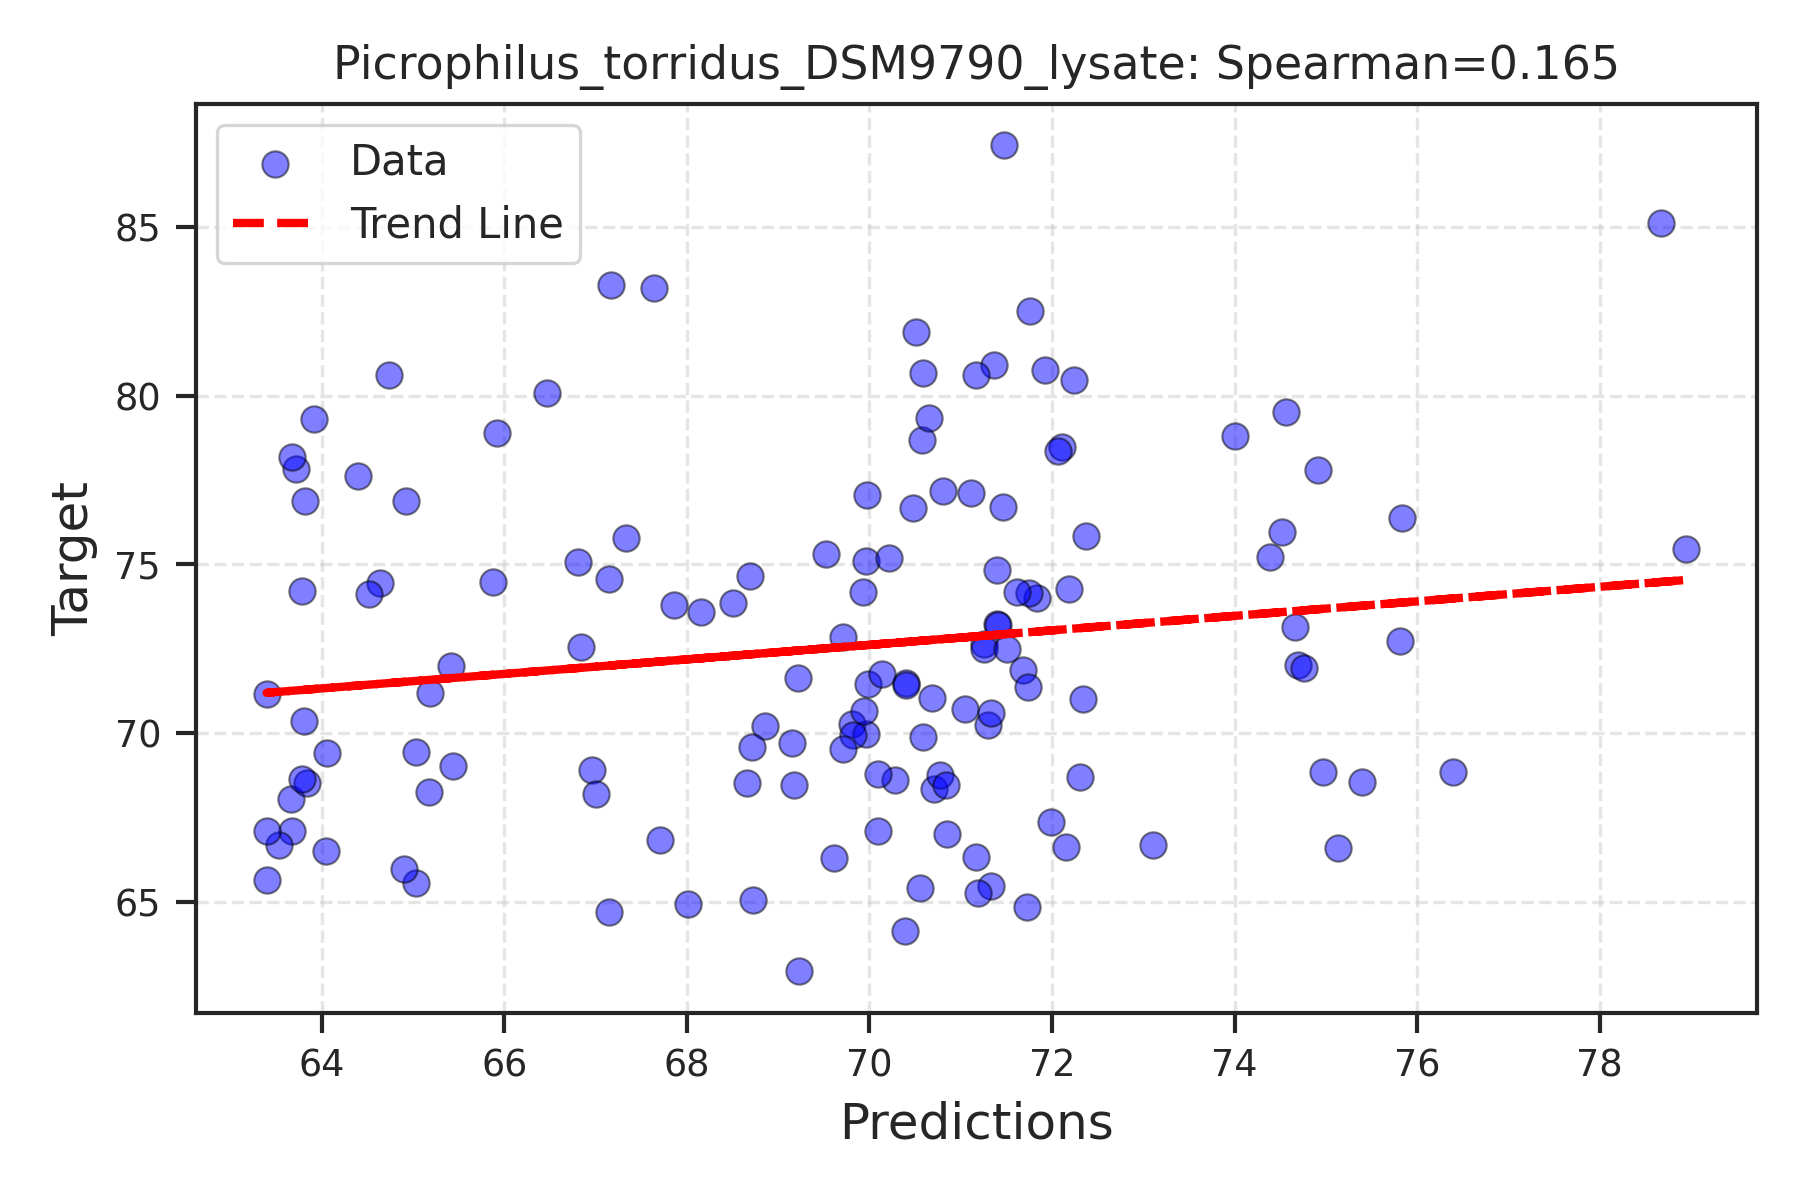 Picrophilus_torridus_DSM9790_lysate: Spearman=0.165
Data
Trend Line
85
80
75
70
65
Target
64 66 68 70 72 74 76 78
Predictions